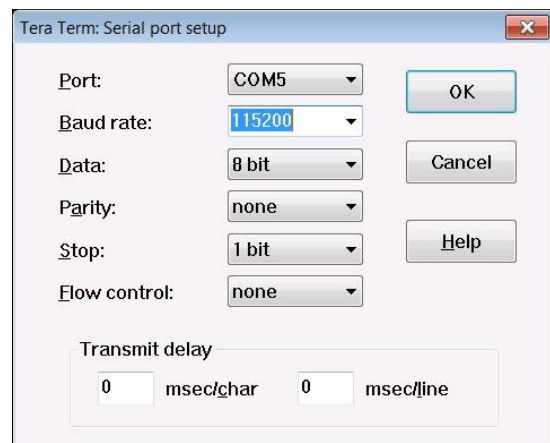 Tera Term: Serial port setup
Port: COM5
OK
Baud rate: 115200
Data: 8 bit
Cancel
Parity: none
Stop: 1 bit
Help
Flow control: none
Transmit delay
0 msec/char 0 msec/line